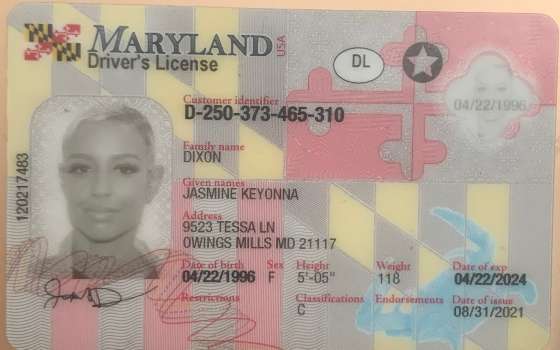 MARYLAND USA
Driver's License
DL
Customer identifier
D-250-373-465-310
04/22/1996
Family name
DIXON
Given names
JASMINE KEYONNA
Address
9523 TESSA LN
OWINGS MILLS MD 21117
Date of birth Sex Height Weight Date of exp
04/22/1996 F 5'-05" 118 04/22/2024
Restrictions Classifications Endorsements Date of issue
C 08/31/2021
120217483